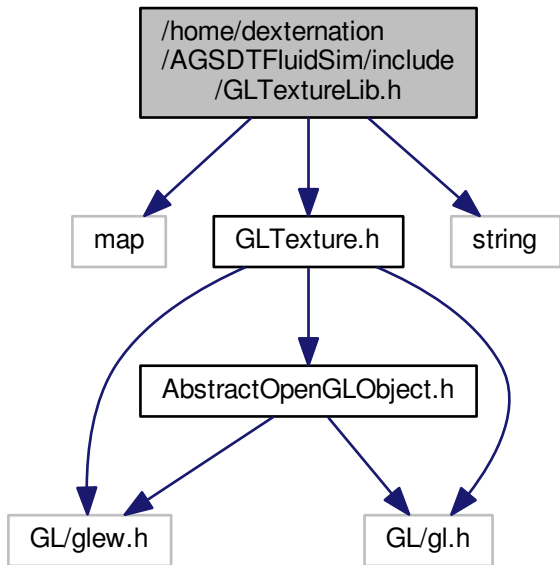 /home/dexternation
/AGSDTFluidSim/include
/GLTextureLib.h
map
GLTexture.h
string
AbstractOpenGLObject.h
GL/glew.h
GL/gl.h